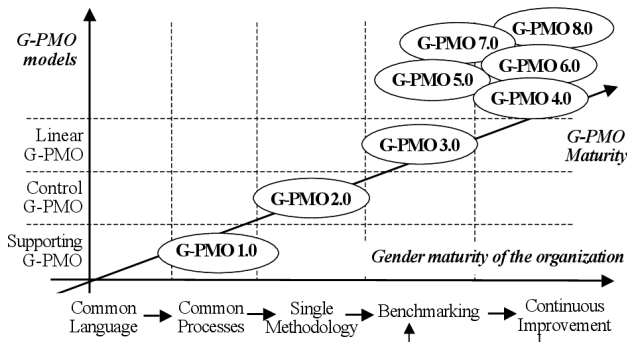 G-PMO
models
G-PMO 8.0
G-PMO 7.0
G-PMO 6.0
G-PMO 5.0
G-PMO 4.0
Linear
G-PMO
G-PMO 3.0
G-PMO
Maturity
Control
G-PMO
G-PMO 2.0
Supporting
G-PMO
G-PMO 1.0
Gender maturity of the organization
Common
Language
Common
Processes
Single
Methodology
Benchmarking
Continuous
Improvement